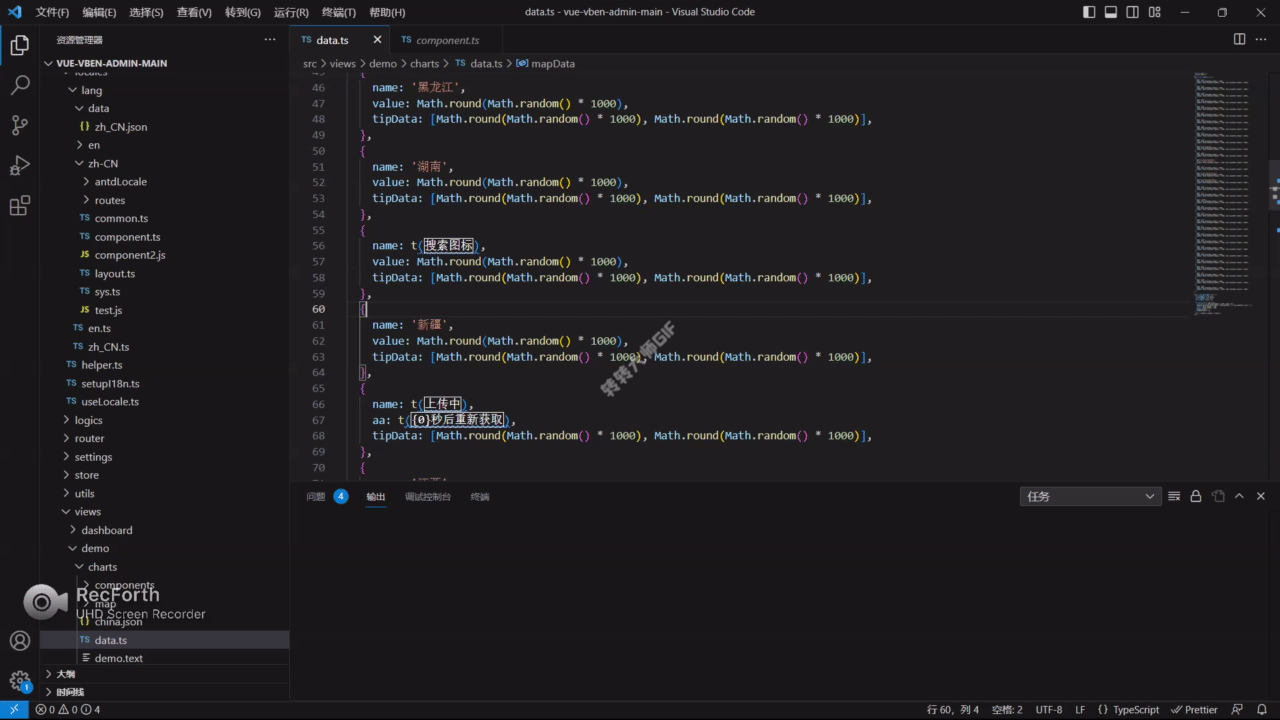 文件(F) 编辑(E) 选择(S) 查看(V) 转到(G) 运行(R) 终端(T) 帮助(H) data.ts - vue-vben-admin-main - Visual Studio Code
资源管理器 ···
VUE-VBEN-ADMIN-MAIN
locales
lang
data
{} zh_CN.json
en
zh-CN
antdLocale
routes
TS common.ts
TS component.ts
JS component2.js
TS layout.ts
TS sys.ts
JS test.js
TS en.ts
TS zh_CN.ts
TS helper.ts
TS setupI18n.ts
TS useLocale.ts
logics
router
settings
store
utils
views
dashboard
demo
charts
components
map
{} china.json
TS data.ts
demo.text
大纲
时间线
RecForth
UHD Screen Recorder
TS data.ts TS component.ts
src > views > demo > charts > TS data.ts > mapData
45 {
46 name: '黑龙江',
47 value: Math.round(Math.random() * 1000),
48 tipData: [Math.round(Math.random() * 1000), Math.round(Math.random() * 1000)],
49 },
50 {
51 name: '湖南',
52 value: Math.round(Math.random() * 1000),
53 tipData: [Math.round(Math.random() * 1000), Math.round(Math.random() * 1000)],
54 },
55 {
56 name: t(搜索图标),
57 value: Math.round(Math.random() * 1000),
58 tipData: [Math.round(Math.random() * 1000), Math.round(Math.random() * 1000)],
59 },
60 {
61 name: '新疆',
62 value: Math.round(Math.random() * 1000),
63 tipData: [Math.round(Math.random() * 1000), Math.round(Math.random() * 1000)],
64 },
65 {
66 name: t(上传中),
67 aa: t({0}秒后重新获取),
68 tipData: [Math.round(Math.random() * 1000), Math.round(Math.random() * 1000)],
69 },
70 {
转转大师GIF
问题 4 输出 调试控制台 终端 任务
1
0 0 4 行 60，列 4 空格: 2 UTF-8 LF {} TypeScript Prettier